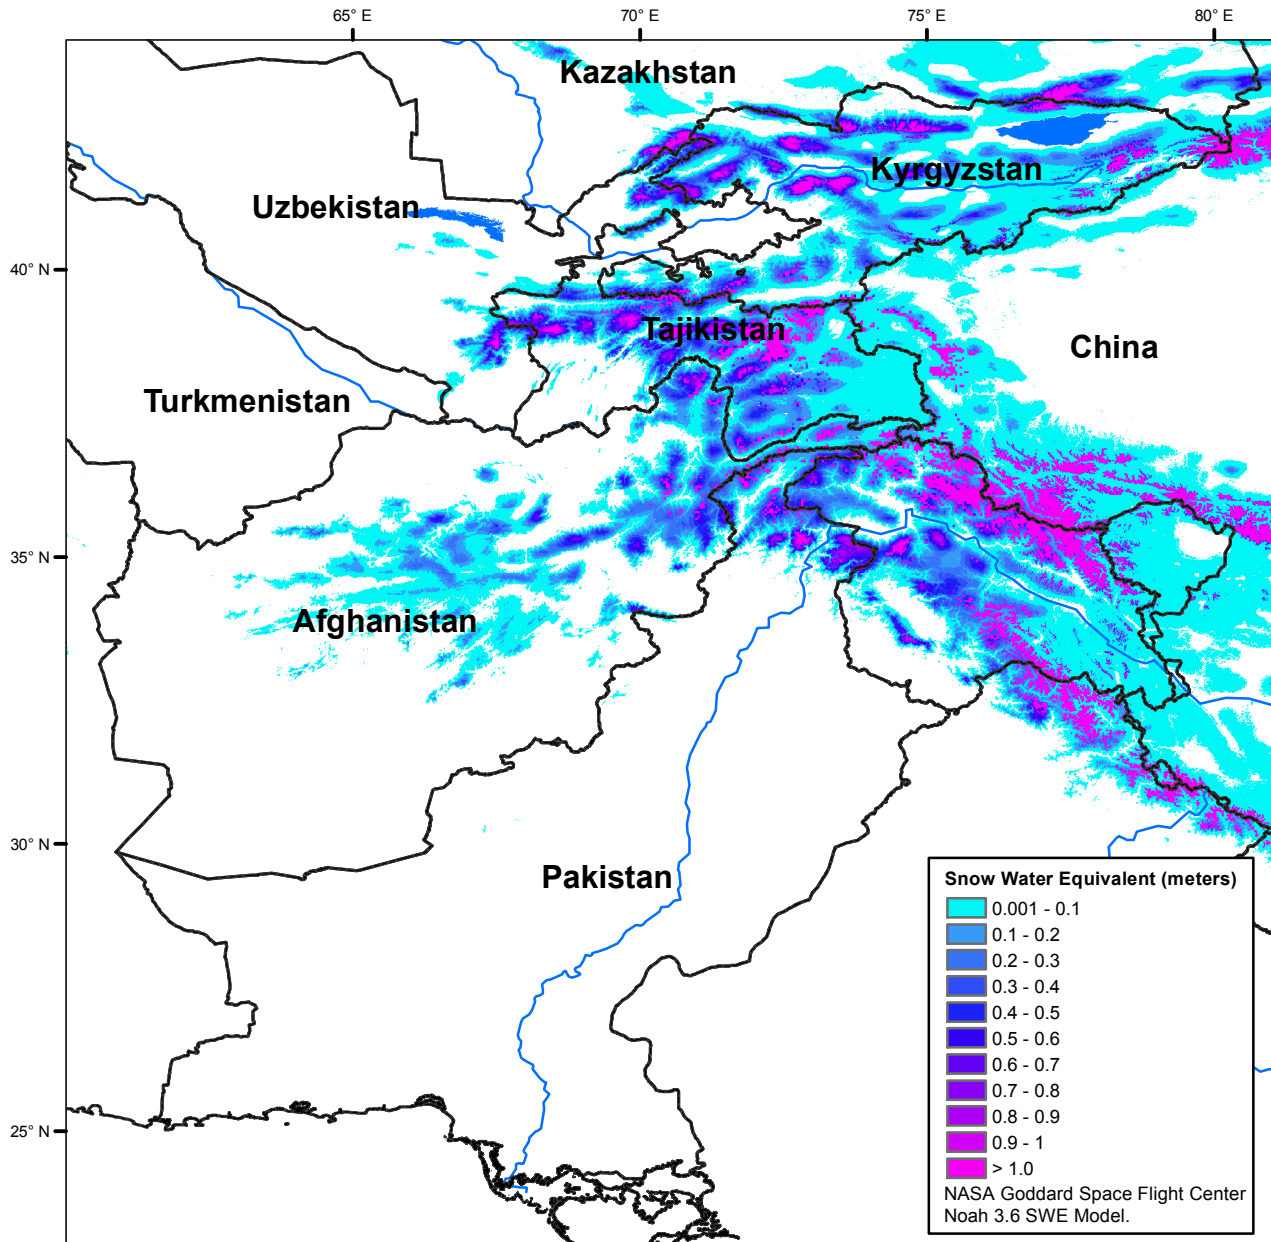 65° E
70° E
75° E
80° E
Kazakhstan
Kyrgyzstan
Uzbekistan
40° N
Tajikistan
China
Turkmenistan
35° N
Afghanistan
30° N
Pakistan
25° N
Snow Water Equivalent (meters)
0.001 - 0.1
0.1 - 0.2
0.2 - 0.3
0.3 - 0.4
0.4 - 0.5
0.5 - 0.6
0.6 - 0.7
0.7 - 0.8
0.8 - 0.9
0.9 - 1
> 1.0
NASA Goddard Space Flight Center
Noah 3.6 SWE Model.